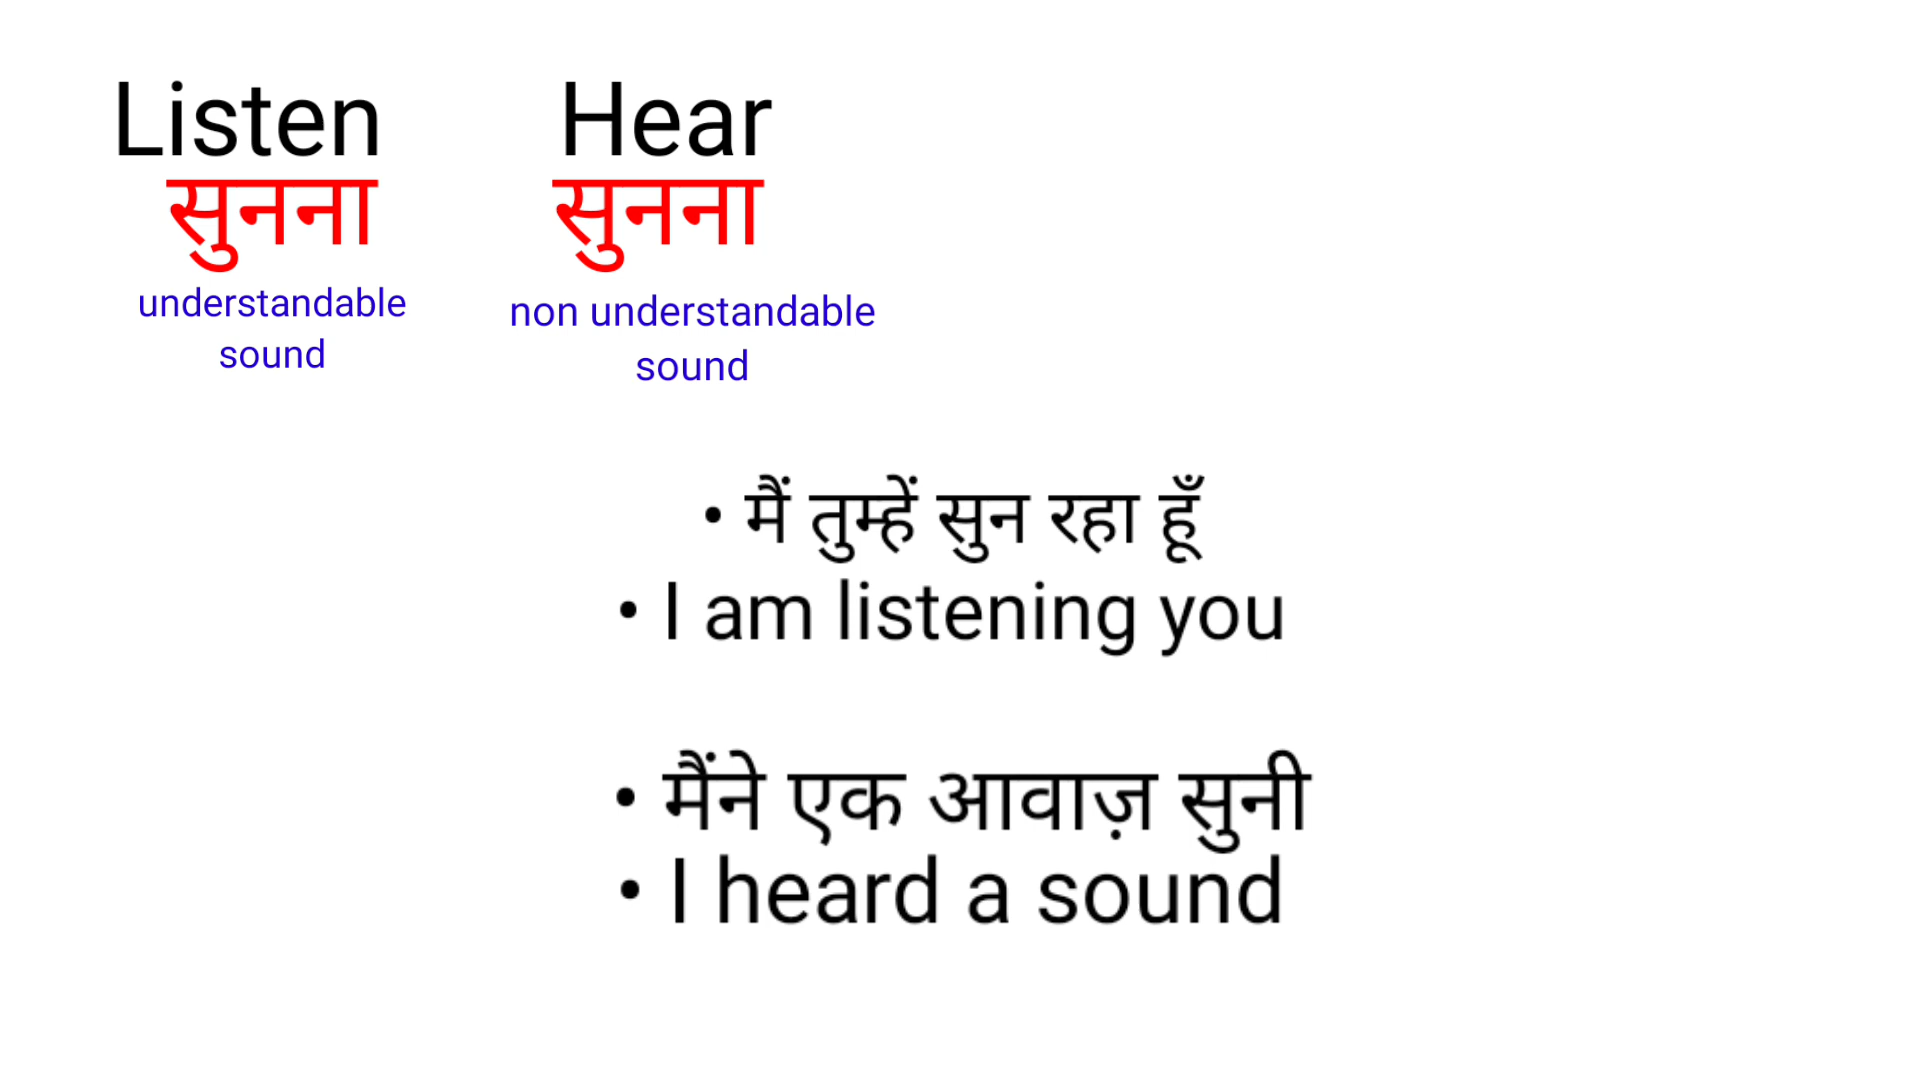 Listen
सुनना
understandable
sound
Hear
सुनना
non understandable
sound
• मैं तुम्हें सुन रहा हूँ
• I am listening you
• मैंने एक आवाज़ सुनी
• I heard a sound